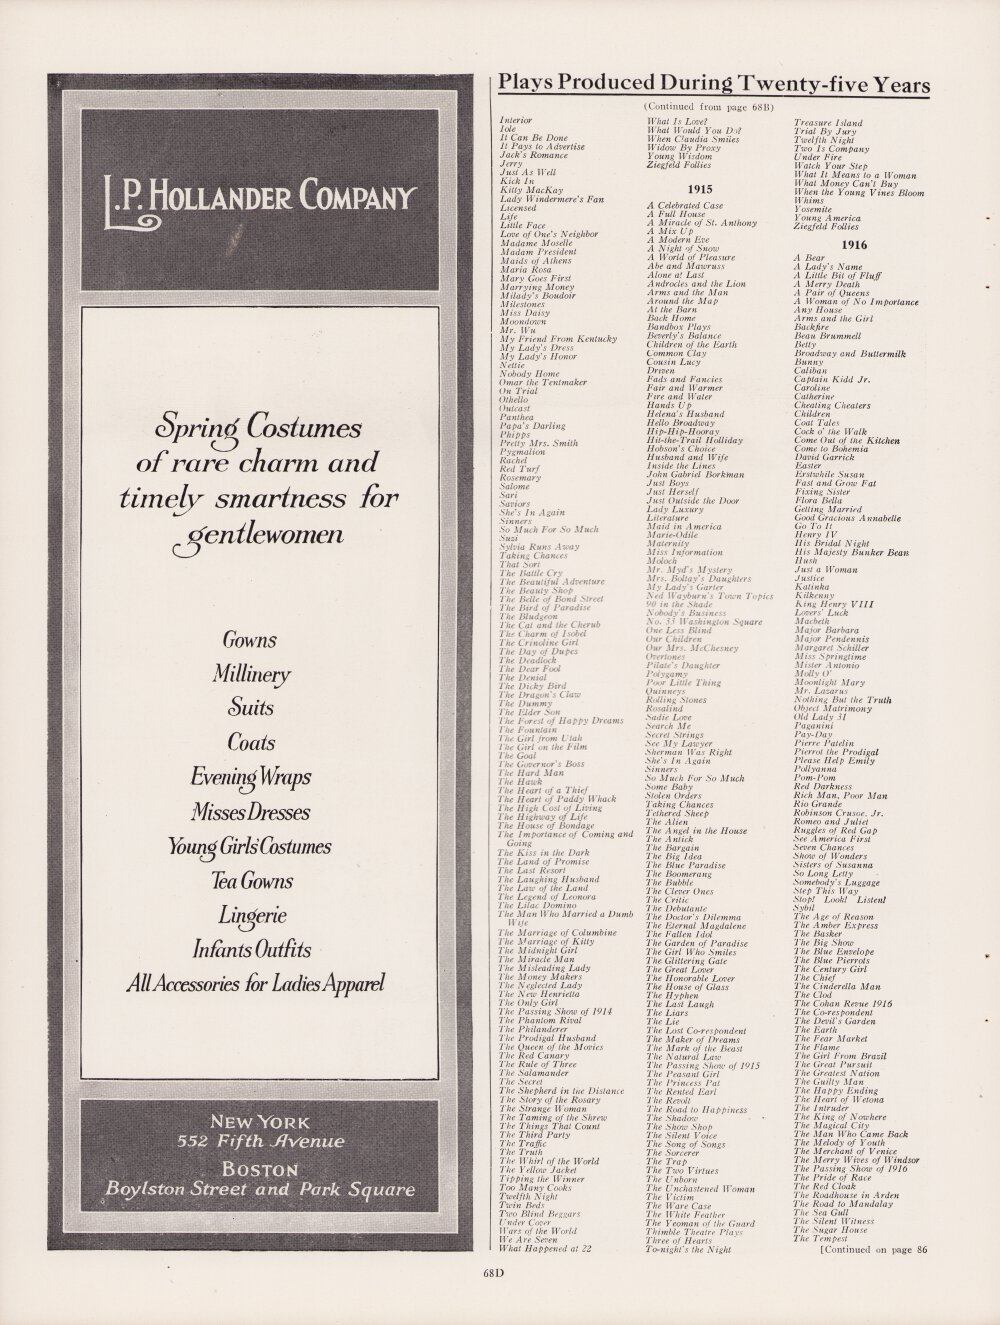 L.P. HOLLANDER COMPANY
Spring Costumes
of rare charm and
timely smartness for
gentlewomen
Gowns
Millinery
Suits
Coats
Evening Wraps
Misses Dresses
Young Girls' Costumes
Tea Gowns
Lingerie
Infants Outfits
All Accessories for Ladies Apparel
NEW YORK
552 Fifth Avenue
BOSTON
Boylston Street and Park Square
Plays Produced During Twenty-five Years
(Continued from page 68B)
Interior
Iole
It Can Be Done
It Pays to Advertise
Jack's Romance
Jerry
Just As Well
Kick In
Kitty MacKay
Lady Windermere's Fan
Licensed
Life
Little Face
Love of One's Neighbor
Madame Moselle
Madam President
Maids of Athens
Maria Rosa
Mary Goes First
Marrying Money
Milady's Boudoir
Milestones
Miss Daisy
Moondown
Mr. Wu
My Friend From Kentucky
My Lady's Dress
My Lady's Honor
Nettie
Nobody Home
Omar the Tentmaker
On Trial
Othello
Outcast
Panthea
Papa's Darling
Phipps
Pretty Mrs. Smith
Pygmalion
Rachel
Red Turf
Rosemary
Salome
Sari
Saviors
She's In Again
Sinners
So Much For So Much
Suzi
Sylvia Runs Away
Taking Chances
That Sort
The Battle Cry
The Beautiful Adventure
The Beauty Shop
The Belle of Bond Street
The Bird of Paradise
The Bludgeon
The Cat and the Cherub
The Charm of Isobel
The Crinoline Girl
The Day of Dupes
The Deadlock
The Dear Fool
The Denial
The Dicky Bird
The Dragon's Claw
The Dummy
The Elder Son
The Forest of Happy Dreams
The Fountain
The Girl from Utah
The Girl on the Film
The Goal
The Governor's Boss
The Hard Man
The Hawk
The Heart of a Thief
The Heart of Paddy Whack
The High Cost of Living
The Highway of Life
The House of Bondage
The Importance of Coming and
Going
The Kiss in the Dark
The Land of Promise
The Last Resort
The Laughing Husband
The Law of the Land
The Legend of Leonora
The Lilac Domino
The Man Who Married a Dumb
Wife
The Marriage of Columbine
The Marriage of Kitty
The Midnight Girl
The Miracle Man
The Misleading Lady
The Money Makers
The Neglected Lady
The New Henrietta
The Only Girl
The Passing Show of 1914
The Phantom Rival
The Philanderer
The Prodigal Husband
The Queen of the Movies
The Red Canary
The Rule of Three
The Salamander
The Secret
The Shepherd in the Distance
The Story of the Rosary
The Strange Woman
The Taming of the Shrew
The Things That Count
The Third Party
The Traffic
The Truth
The Whirl of the World
The Yellow Jacket
Tipping the Winner
Too Many Cooks
Twelfth Night
Twin Beds
Two Blind Beggars
Under Cover
Wars of the World
We Are Seven
What Happened at 22
What Is Love?
What Would You Do?
When Claudia Smiles
Widow By Proxy
Young Wisdom
Ziegfeld Follies
1915
A Celebrated Case
A Full House
A Miracle of St. Anthony
A Mix Up
A Modern Eve
A Night of Snow
A World of Pleasure
Abe and Mawruss
Alone at Last
Androcles and the Lion
Arms and the Man
Around the Map
At the Barn
Back Home
Bandbox Plays
Beverly's Balance
Children of the Earth
Common Clay
Cousin Lucy
Driven
Fads and Fancies
Fair and Warmer
Fire and Water
Hands Up
Helena's Husband
Hello Broadway
Hip-Hip-Hooray
Hit-the-Trail Holliday
Hobson's Choice
Husband and Wife
Inside the Lines
John Gabriel Borkman
Just Boys
Just Herself
Just Outside the Door
Lady Luxury
Literature
Maid in America
Marie-Odile
Maternity
Miss Information
Moloch
Mr. Myd's Mystery
Mrs. Boltay's Daughters
My Lady's Garter
Ned Wayburn's Town Topics
90 in the Shade
Nobody's Business
No. 33 Washington Square
One Less Blind
Our Children
Our Mrs. McChesney
Overtones
Pilate's Daughter
Polygamy
Poor Little Thing
Quinneys
Rolling Stones
Rosalind
Sadie Love
Search Me
Secret Strings
See My Lawyer
Sherman Was Right
She's In Again
Sinners
So Much For So Much
Some Baby
Stolen Orders
Taking Chances
Tethered Sheep
The Alien
The Angel in the House
The Antick
The Bargain
The Big Idea
The Blue Paradise
The Boomerang
The Bubble
The Clever Ones
The Critic
The Debutante
The Doctor's Dilemma
The Eternal Magdalene
The Fallen Idol
The Garden of Paradise
The Girl Who Smiles
The Glittering Gate
The Great Lover
The Honorable Lover
The House of Glass
The Hyphen
The Last Laugh
The Liars
The Lie
The Lost Co-respondent
The Maker of Dreams
The Mark of the Beast
The Natural Law
The Passing Show of 1915
The Peasant Girl
The Princess Pat
The Rented Earl
The Revolt
The Road to Happiness
The Shadow
The Show Shop
The Silent Voice
The Song of Songs
The Sorcerer
The Trap
The Two Virtues
The Unborn
The Unchastened Woman
The Victim
The Ware Case
The White Feather
The Yeoman of the Guard
Thimble Theatre Plays
Three of Hearts
To-night's the Night
Treasure Island
Trial By Jury
Twelfth Night
Two Is Company
Under Fire
Watch Your Step
What It Means to a Woman
What Money Can't Buy
When the Young Vines Bloom
Whims
Yosemite
Young America
Ziegfeld Follies
1916
A Bear
A Lady's Name
A Little Bit of Fluff
A Merry Death
A Pair of Queens
A Woman of No Importance
Any House
Arms and the Girl
Backfire
Beau Brummell
Betty
Broadway and Buttermilk
Bunny
Caliban
Captain Kidd Jr.
Caroline
Catherine
Cheating Cheaters
Children
Coat Tales
Cock o' the Walk
Come Out of the Kitchen
Come to Bohemia
David Garrick
Easter
Erstwhile Susan
Fast and Grow Fat
Fixing Sister
Flora Bella
Getting Married
Good Gracious Annabelle
Go To It
Henry IV
His Bridal Night
His Majesty Bunker Bean
Hush
Just a Woman
Justice
Katinka
Kilkenny
King Henry VIII
Lovers' Luck
Macbeth
Major Barbara
Major Pendennis
Margaret Schiller
Miss Springtime
Mister Antonio
Molly O'
Moonlight Mary
Mr. Lazarus
Nothing But the Truth
Object Matrimony
Old Lady 31
Paganini
Pay-Day
Pierre Patelin
Pierrot the Prodigal
Please Help Emily
Pollyanna
Pom-Pom
Red Darkness
Rich Man, Poor Man
Rio Grande
Robinson Crusoe, Jr.
Romeo and Juliet
Ruggles of Red Gap
See America First
Seven Chances
Show of Wonders
Sisters of Susanna
So Long Letty
Somebody's Luggage
Step This Way
Stop! Look! Listen!
Sybil
The Age of Reason
The Amber Express
The Basker
The Big Show
The Blue Envelope
The Blue Pierrots
The Century Girl
The Chief
The Cinderella Man
The Clod
The Cohan Revue 1916
The Co-respondent
The Devil's Garden
The Earth
The Fear Market
The Flame
The Girl From Brazil
The Great Pursuit
The Greatest Nation
The Guilty Man
The Happy Ending
The Heart of Wetona
The Intruder
The King of Nowhere
The Magical City
The Man Who Came Back
The Melody of Youth
The Merchant of Venice
The Merry Wives of Windsor
The Passing Show of 1916
The Pride of Race
The Red Cloak
The Roadhouse in Arden
The Road to Mandalay
The Sea Gull
The Silent Witness
The Sugar House
The Tempest
[Continued on page 86
68D